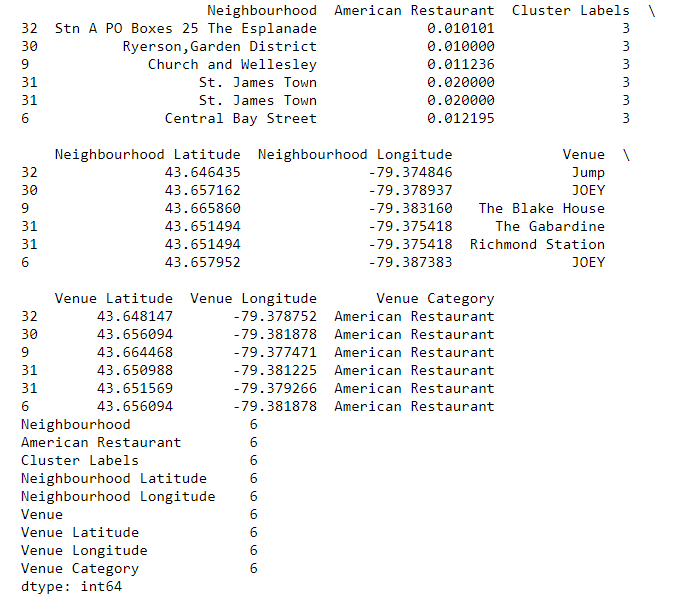 Neighbourhood  American Restaurant  Cluster Labels  \
32  Stn A PO Boxes 25 The Esplanade             0.010101               3
30          Ryerson,Garden District             0.010000               3
9              Church and Wellesley             0.011236               3
31                   St. James Town             0.020000               3
31                   St. James Town             0.020000               3
6                Central Bay Street             0.012195               3

    Neighbourhood Latitude  Neighbourhood Longitude             Venue  \
32               43.646435               -79.374846              Jump
30               43.657162               -79.378937              JOEY
9                43.665860               -79.383160   The Blake House
31               43.651494               -79.375418     The Gabardine
31               43.651494               -79.375418  Richmond Station
6                43.657952               -79.387383              JOEY

    Venue Latitude  Venue Longitude       Venue Category
32       43.648147       -79.378752  American Restaurant
30       43.656094       -79.381878  American Restaurant
9        43.664468       -79.377471  American Restaurant
31       43.650988       -79.381225  American Restaurant
31       43.651569       -79.379266  American Restaurant
6        43.656094       -79.381878  American Restaurant
Neighbourhood              6
American Restaurant        6
Cluster Labels             6
Neighbourhood Latitude     6
Neighbourhood Longitude    6
Venue                      6
Venue Latitude             6
Venue Longitude            6
Venue Category             6
dtype: int64